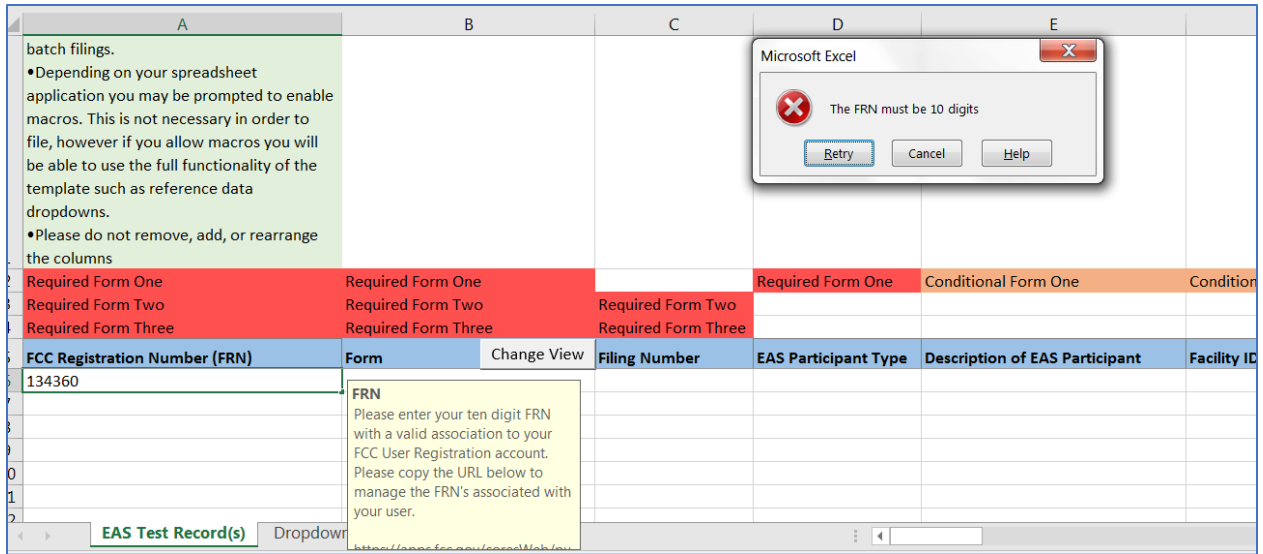 A B C D E
batch filings.
•Depending on your spreadsheet
application you may be prompted to enable
macros. This is not necessary in order to
file, however if you allow macros you will
be able to use the full functionality of the
template such as reference data
dropdowns.
•Please do not remove, add, or rearrange
the columns
Microsoft Excel
The FRN must be 10 digits
Retry Cancel Help
Required Form One Required Form One Required Form One Conditional Form One Condition
Required Form Two Required Form Two Required Form Two
Required Form Three Required Form Three Required Form Three
FCC Registration Number (FRN) Form Change View Filing Number EAS Participant Type Description of EAS Participant Facility ID
134360
FRN
Please enter your ten digit FRN
with a valid association to your
FCC User Registration account.
Please copy the URL below to
manage the FRN's associated with
your user.
https://apps.fcc.gov/coresWeb/pu
EAS Test Record(s) Dropdow